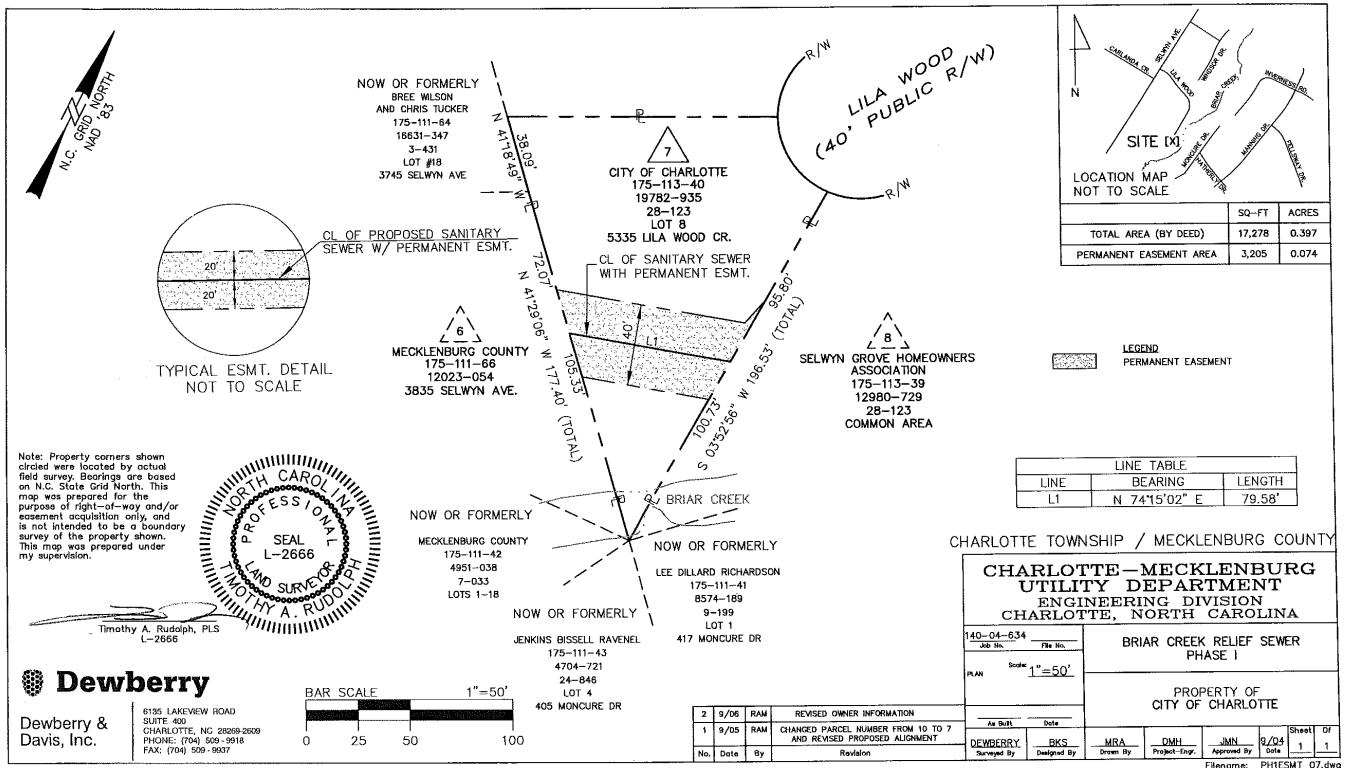 N.C. GRID NORTH
NAD '83
NOW OR FORMERLY
BREE WILSON
AND CHRIS TUCKER
175-111-64
16631-347
3-431
LOT #18
3745 SELWYN AVE
N 41°18'49" W
38.09'
PL
R/W
LILA WOOD
(40' PUBLIC R/W)
R/W
7
CITY OF CHARLOTTE
175-113-40
19782-935
28-123
LOT 8
5335 LILA WOOD CR.
PL
PL
CL OF SANITARY SEWER
WITH PERMANENT ESMT.
72.07'
N 41°29'06" W 177.40' (TOTAL)
105.33'
40'
L1
95.80'
100.73'
S 03°52'56" W 196.53' (TOTAL)
CL OF PROPOSED SANITARY
SEWER W/ PERMANENT ESMT.
20'
20'
TYPICAL ESMT. DETAIL
NOT TO SCALE
6
MECKLENBURG COUNTY
175-111-66
12023-054
3835 SELWYN AVE.
8
SELWYN GROVE HOMEOWNERS
ASSOCIATION
175-113-39
12980-729
28-123
COMMON AREA
N
CARLANDA CR.
SELWYN AVE.
LILA WOOD
WINDSOR DR.
BRIAR CREEK
INVERNESS RD.
SITE [X]
MONCURE DR.
HATHERLY DR.
MANNING DR.
FELLSWAY DR.
LOCATION MAP
NOT TO SCALE
SQ-FT ACRES
TOTAL AREA (BY DEED) 17,278 0.397
PERMANENT EASEMENT AREA 3,205 0.074
LEGEND
PERMANENT EASEMENT
LINE TABLE
LINE BEARING LENGTH
L1 N 74°15'02" E 79.58'
Note: Property corners shown
circled were located by actual
field survey. Bearings are based
on N.C. State Grid North. This
map was prepared for the
purpose of right-of-way and/or
easement acquisition only, and
is not intended to be a boundary
survey of the property shown.
This map was prepared under
my supervision.
NORTH CAROLINA
PROFESSIONAL
SEAL
L-2666
LAND SURVEYOR
TIMOTHY A. RUDOLPH
Timothy A. Rudolph, PLS
L-2666
PL
PL
BRIAR CREEK
NOW OR FORMERLY
MECKLENBURG COUNTY
175-111-42
4951-038
7-033
LOTS 1-18
NOW OR FORMERLY
LEE DILLARD RICHARDSON
175-111-41
8574-189
9-199
LOT 1
417 MONCURE DR
NOW OR FORMERLY
JENKINS BISSELL RAVENEL
175-111-43
4704-721
24-846
LOT 4
405 MONCURE DR
Dewberry
Dewberry &
Davis, Inc.
6135 LAKEVIEW ROAD
SUITE 400
CHARLOTTE, NC 28269-2609
PHONE: (704) 509-9918
FAX: (704) 509-9937
BAR SCALE 1"=50'
0 25 50 100
2 9/06 RAM REVISED OWNER INFORMATION
1 9/05 RAM CHANGED PARCEL NUMBER FROM 10 TO 7
AND REVISED PROPOSED ALIGNMENT
No. Date By Revision
CHARLOTTE TOWNSHIP / MECKLENBURG COUNTY
CHARLOTTE-MECKLENBURG
UTILITY DEPARTMENT
ENGINEERING DIVISION
CHARLOTTE, NORTH CAROLINA
140-04-634
Job No. File No.
PLAN Scale: 1"=50'
As Built Date
BRIAR CREEK RELIEF SEWER
PHASE I
PROPERTY OF
CITY OF CHARLOTTE
DEWBERRY BKS MRA DMH JMN 9/04 Sheet Of
Surveyed By Designed By Drawn By Project-Engr. Approved By Date 1 1
Filename: PH1ESMT_07.dwg